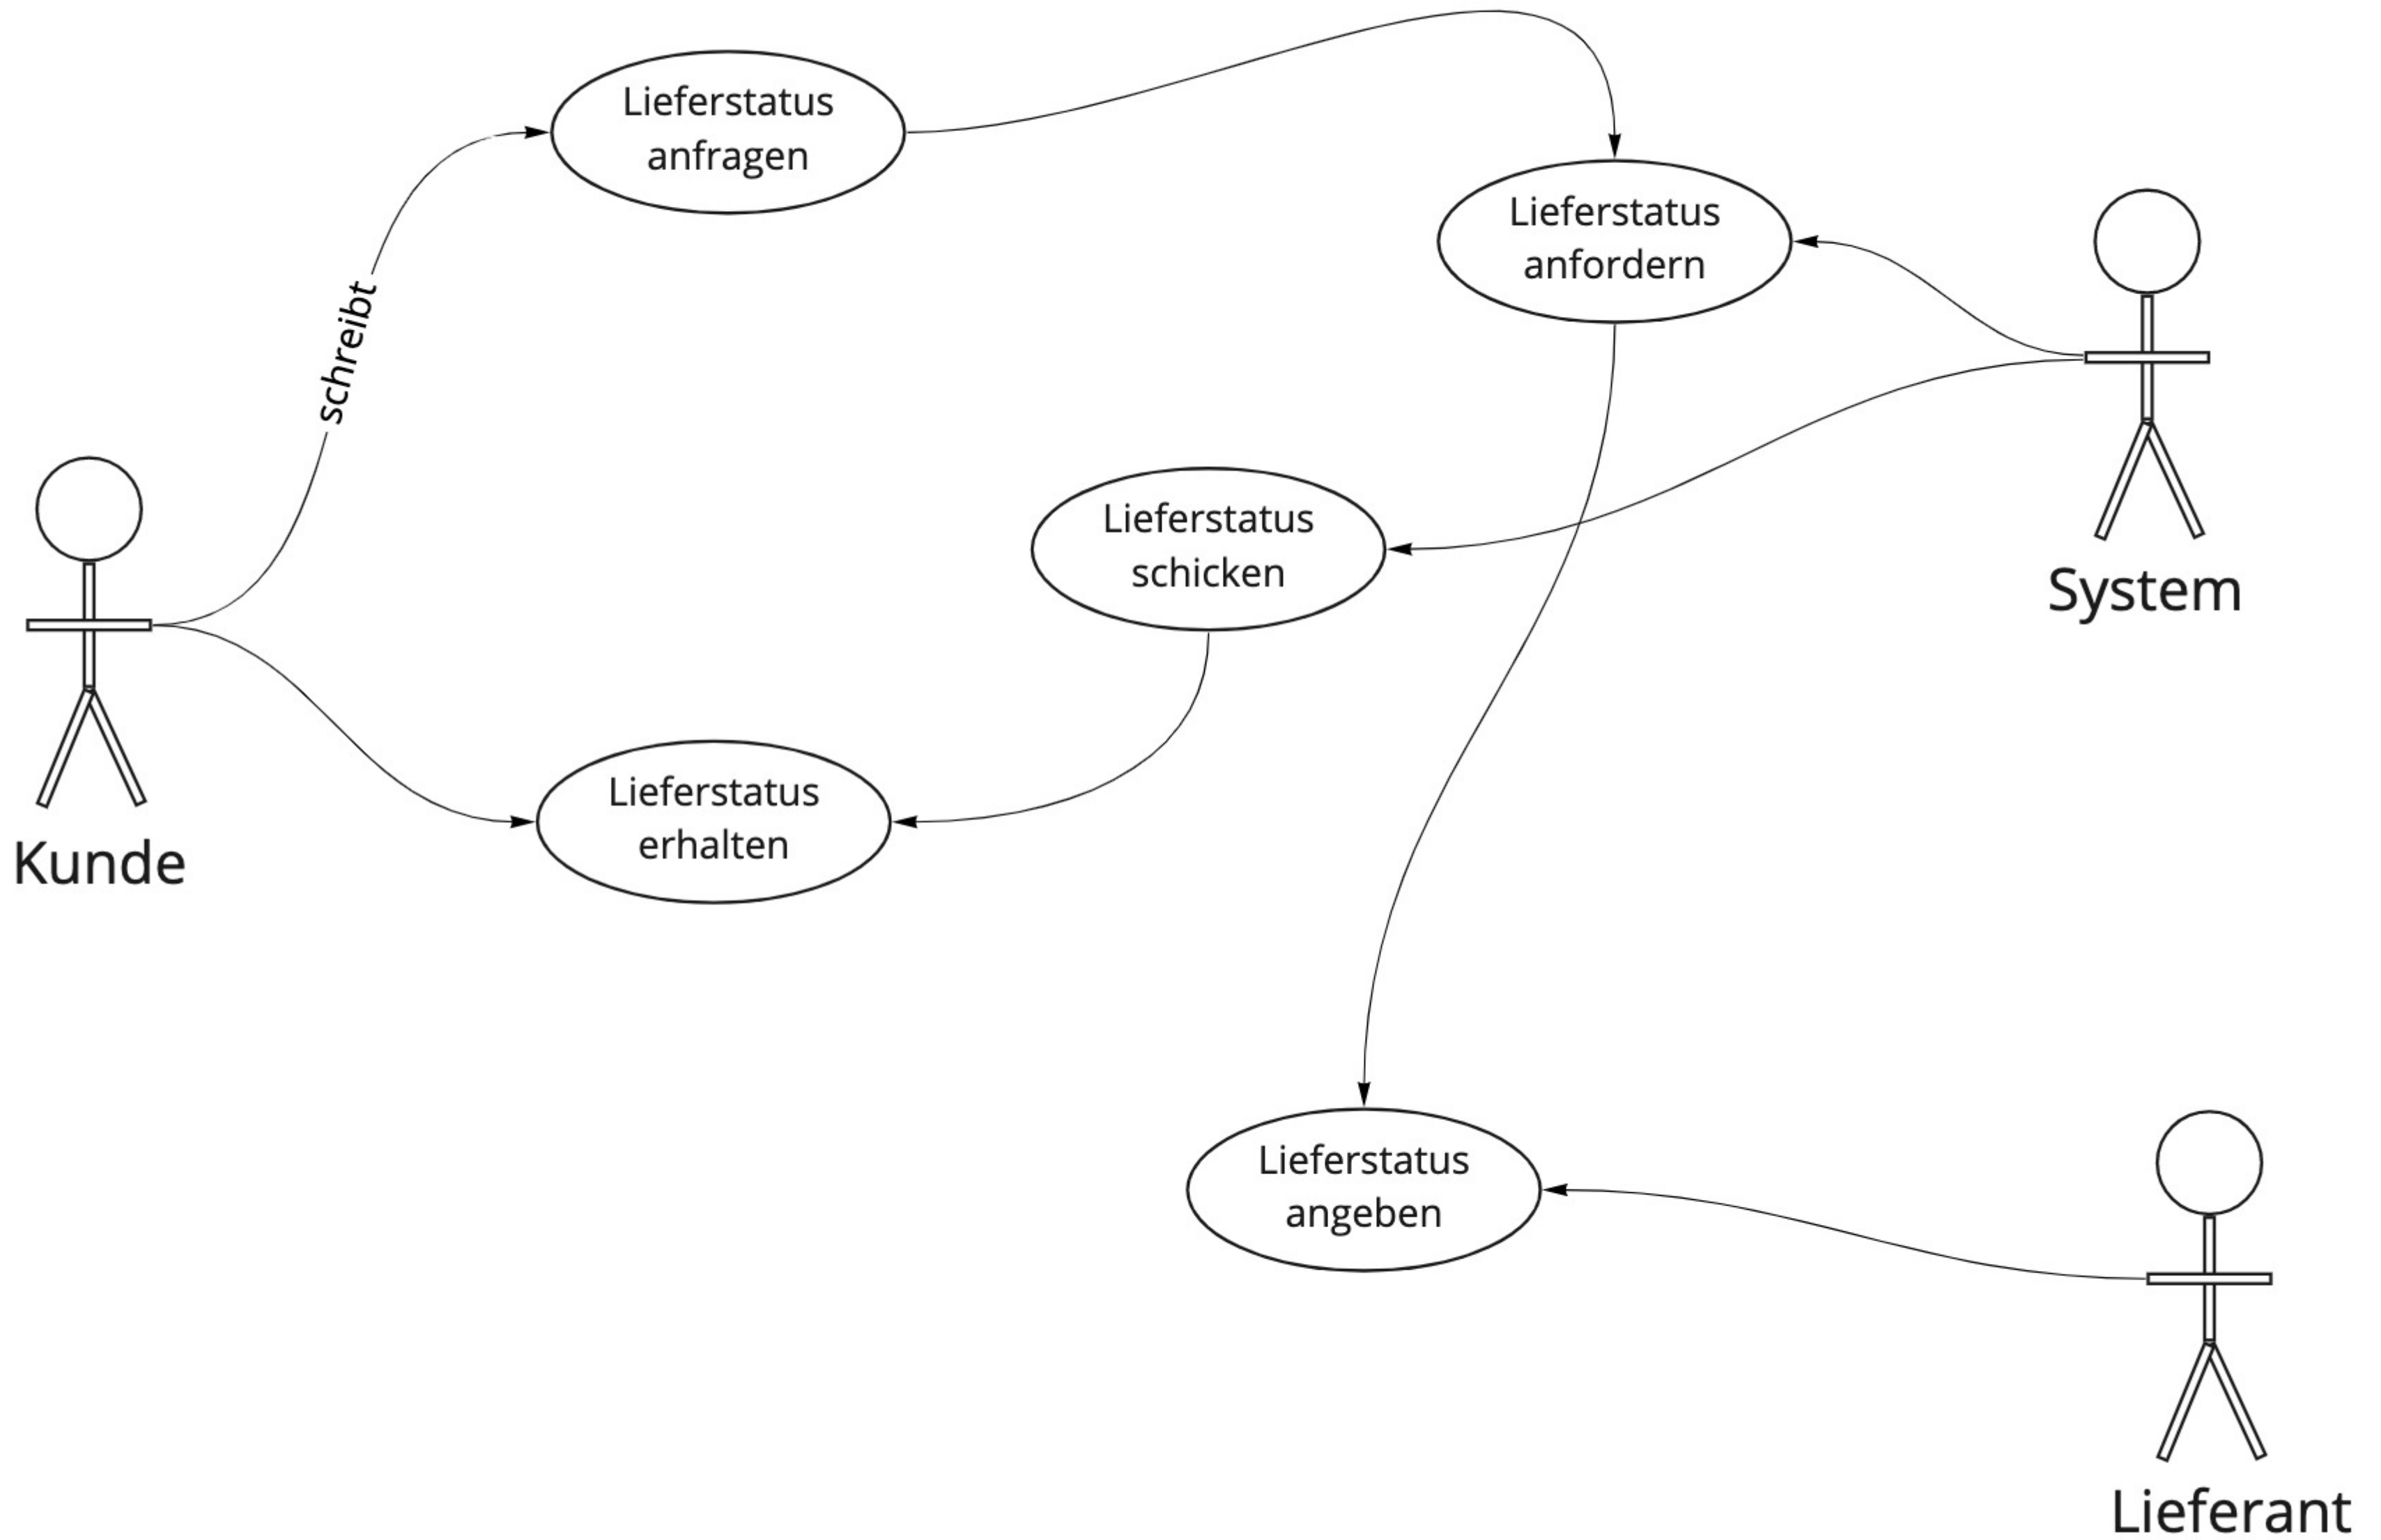 Lieferstatus
anfragen
Lieferstatus
anfordern
schreibt
Lieferstatus
schicken
System
Lieferstatus
erhalten
Kunde
Lieferstatus
angeben
Lieferant